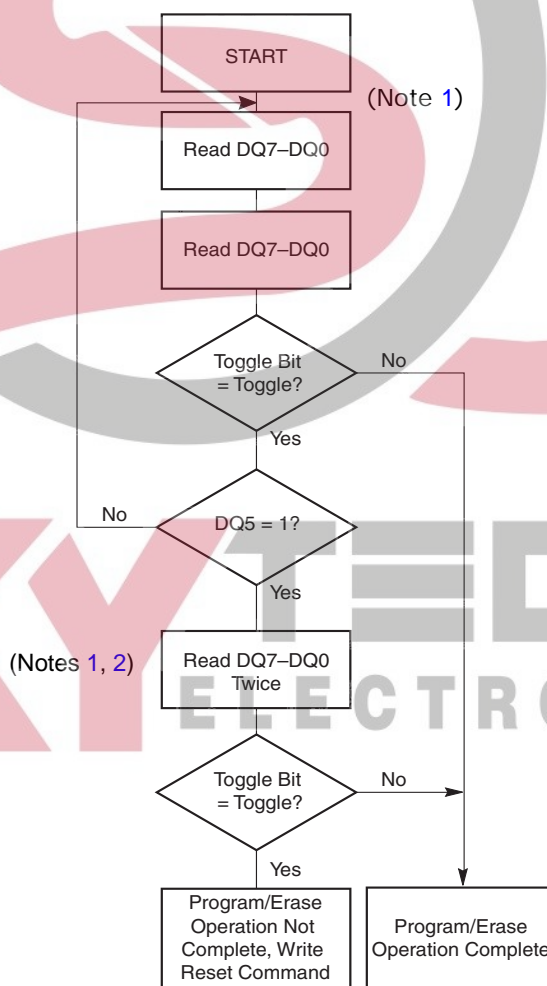 START
(Note 1)
Read DQ7–DQ0
Read DQ7–DQ0
Toggle Bit
= Toggle?
No
Yes
DQ5 = 1?
No
Yes
(Notes 1, 2)
Read DQ7–DQ0
Twice
Toggle Bit
= Toggle?
No
Yes
Program/Erase
Operation Not
Complete, Write
Reset Command
Program/Erase
Operation Complete